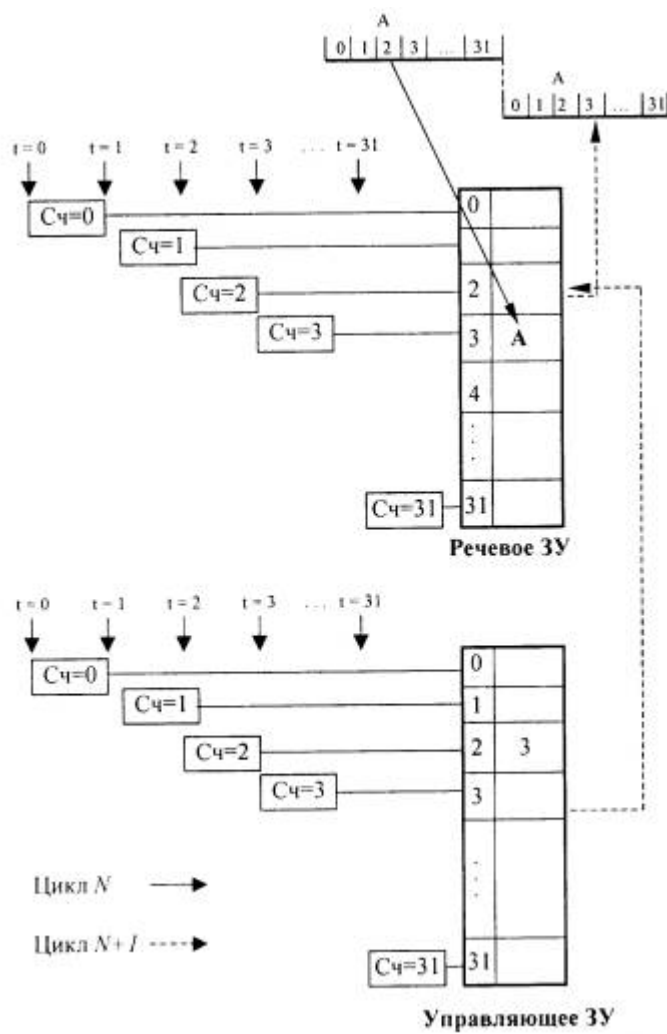 A
0 1 2 3 ... 31
A
0 1 2 3 ... 31
t=0 t=1 t=2 t=3 ... t=31
Сч=0
0
Сч=1
Сч=2
2
Сч=3
3 А
4
...
Сч=31
31
Речевое ЗУ
t=0 t=1 t=2 t=3 ... t=31
Сч=0
0
Сч=1
1
Сч=2
2 3
Сч=3
3
...
Цикл N
Цикл N+1
Сч=31
31
Управляющее ЗУ